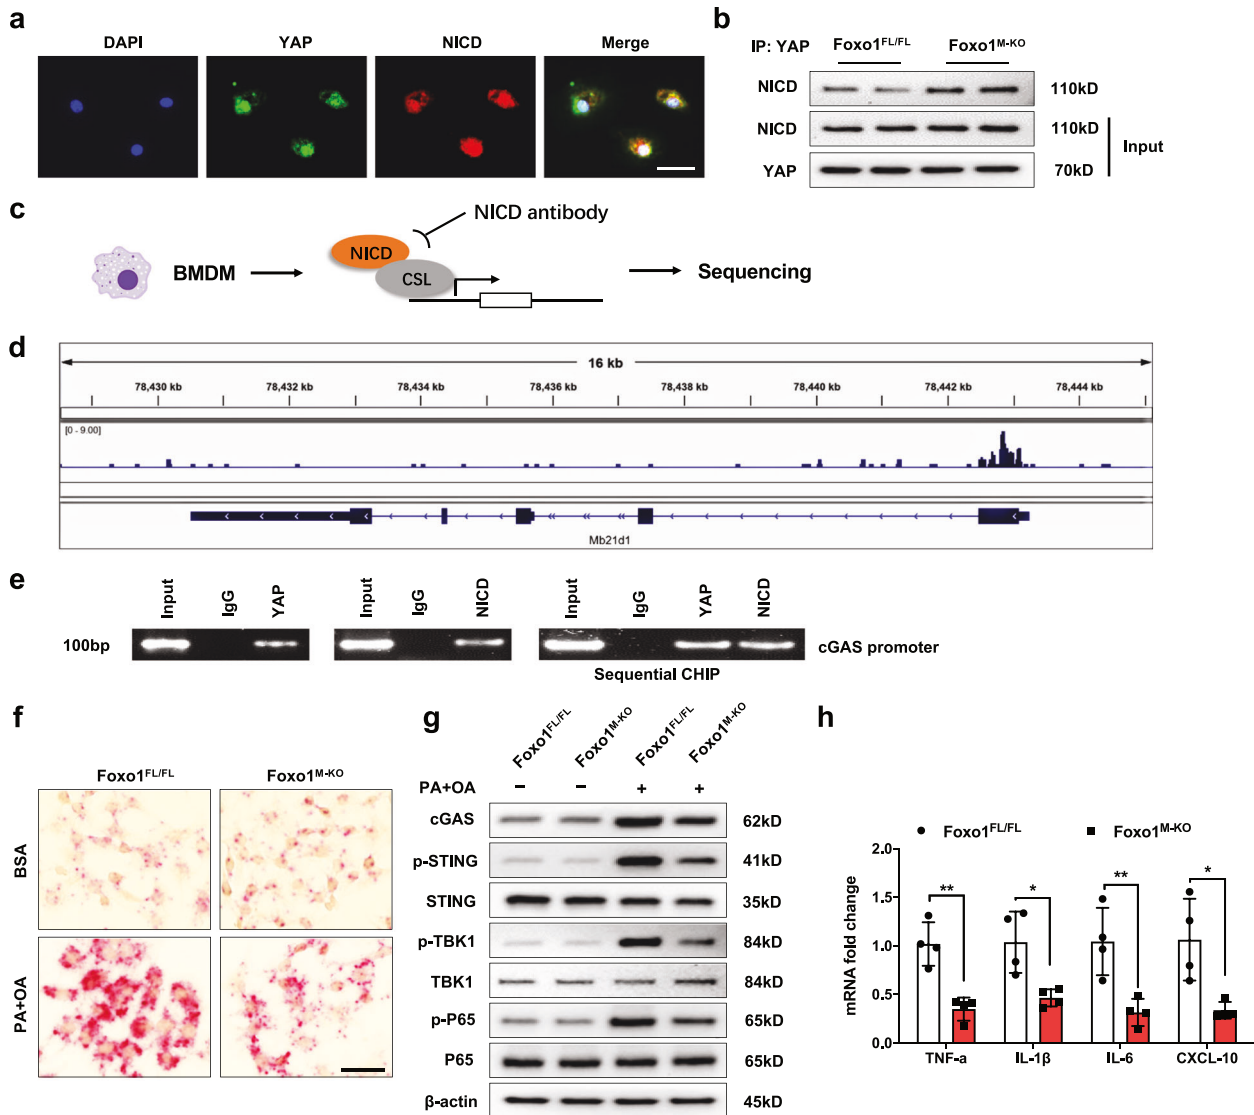 a
DAPI YAP NICD Merge
b
IP: YAP Foxo1FL/FL Foxo1M-KO
NICD 110kD
NICD 110kD
YAP 70kD
Input
c
NICD antibody
NICD
CSL
BMDM
Sequencing
d
16 kb
78,430 kb 78,432 kb 78,434 kb 78,436 kb 78,438 kb 78,440 kb 78,442 kb 78,444 kb
[0 - 9.00]
Mb21d1
e
Input IgG YAP Input IgG NICD Input IgG YAP NICD
100bp cGAS promoter
Sequential CHIP
f
Foxo1FL/FL Foxo1M-KO
BSA
PA+OA
g
Foxo1FL/FL Foxo1M-KO Foxo1FL/FL Foxo1M-KO
PA+OA − − + +
cGAS 62kD
p-STING 41kD
STING 35kD
p-TBK1 84kD
TBK1 84kD
p-P65 65kD
P65 65kD
β-actin 45kD
h
Foxo1FL/FL Foxo1M-KO
mRNA fold change
2.0
1.5
1.0
0.5
0.0
** * ** *
TNF-a IL-1β IL-6 CXCL-10